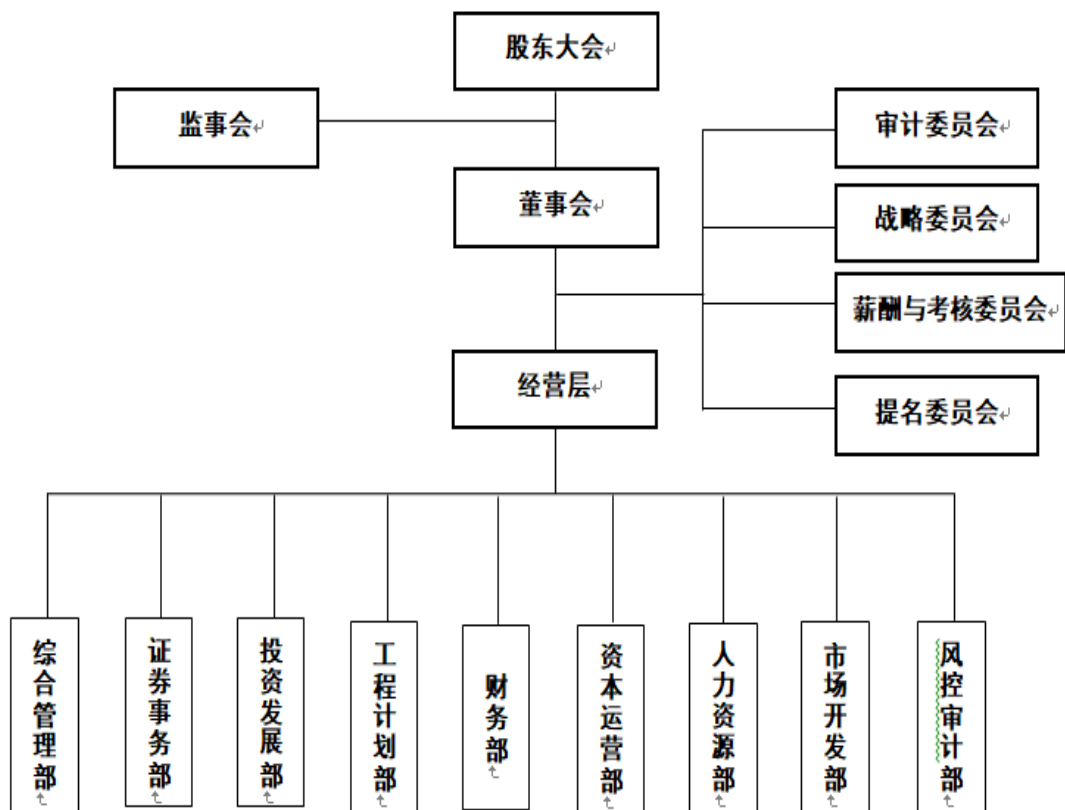 股东大会
监事会
审计委员会
董事会
战略委员会
薪酬与考核委员会
经营层
提名委员会
综合管理部
证券事务部
投资发展部
工程计划部
财务部
资本运营部
人力资源部
市场开发部
风控审计部